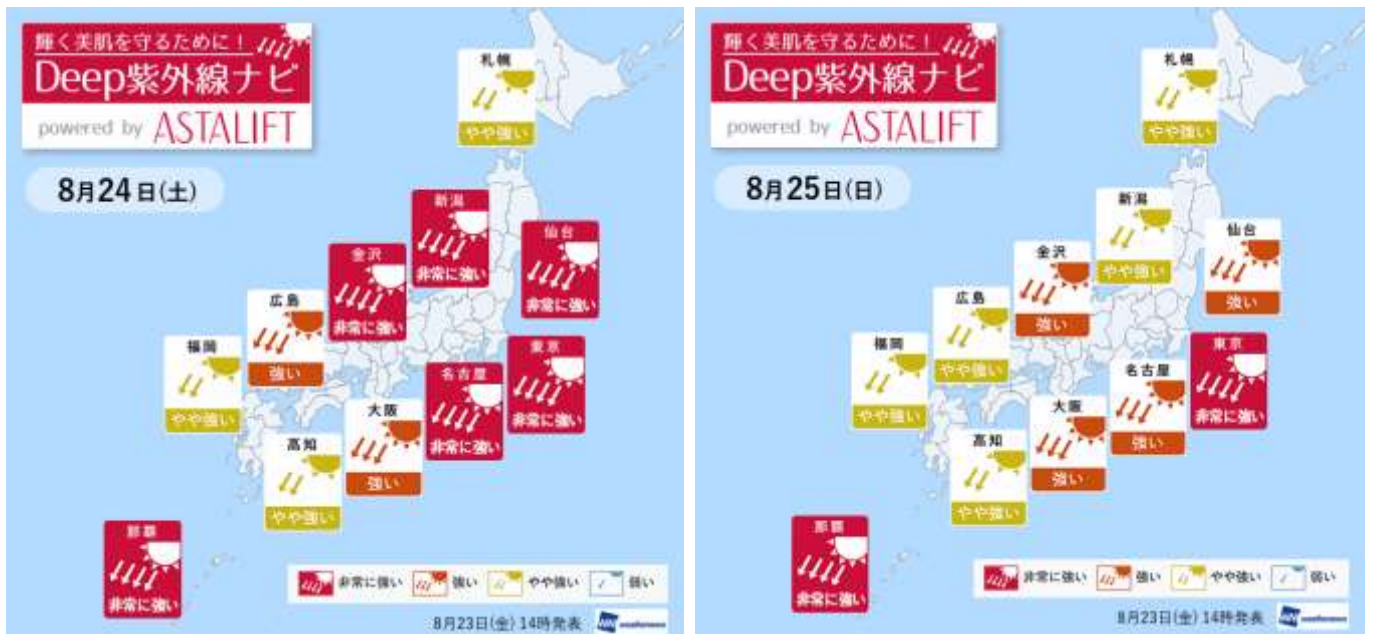 輝く美肌を守るために！
Deep紫外線ナビ
powered by ASTALIFT
8月24日(土)
札幌
やや強い
新潟
非常に強い
仙台
非常に強い
金沢
非常に強い
広島
強い
福岡
やや強い
東京
非常に強い
名古屋
非常に強い
大阪
強い
高知
やや強い
那覇
非常に強い
非常に強い 強い やや強い 弱い
8月23日(金) 14時発表
輝く美肌を守るために！
Deep紫外線ナビ
powered by ASTALIFT
8月25日(日)
札幌
やや強い
新潟
やや強い
仙台
強い
金沢
強い
広島
やや強い
福岡
やや強い
東京
非常に強い
名古屋
強い
大阪
強い
高知
やや強い
那覇
非常に強い
非常に強い 強い やや強い 弱い
8月23日(金) 14時発表